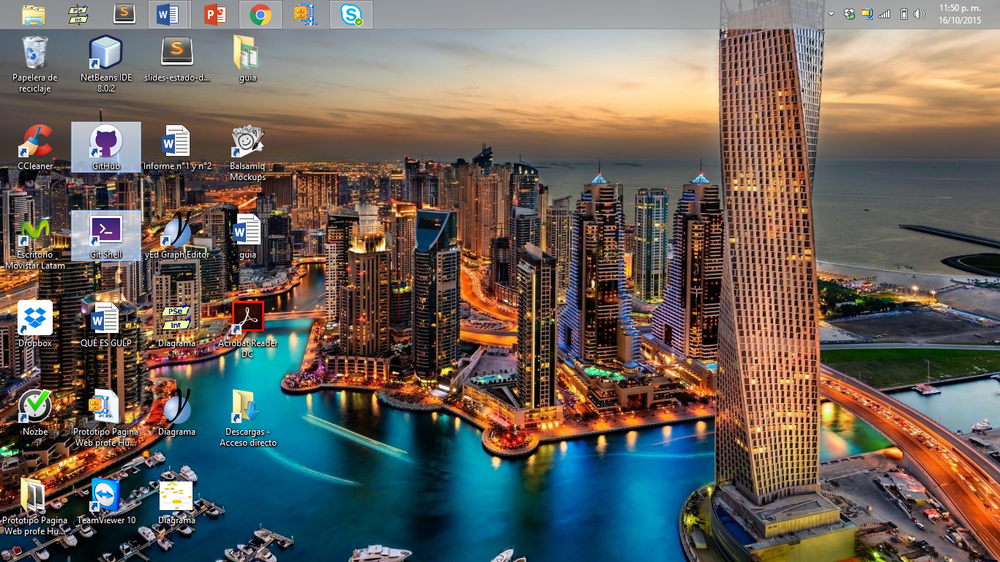 PSe
Int
S
W
P
S
11:50 p. m.
16/10/2015
Papelera de
reciclaje
NetBeans IDE
8.0.2
S
slides-estado-d...
guia
CCleaner
GitHub
W
Informe n°1 y n°2
Balsamiq
Mockups
Escritorio
Movistar Latam
Git Shell
yEd Graph Editor
W
guia
Dropbox
W
QUÉ ES GULP
PSe
Int
Diagrama
Acrobat Reader
DC
Nozbe
Prototipo Pagina
Web profe Hu...
Diagrama
Descargas -
Acceso directo
Prototipo Pagina
Web profe Hu...
TeamViewer 10
Diagrama